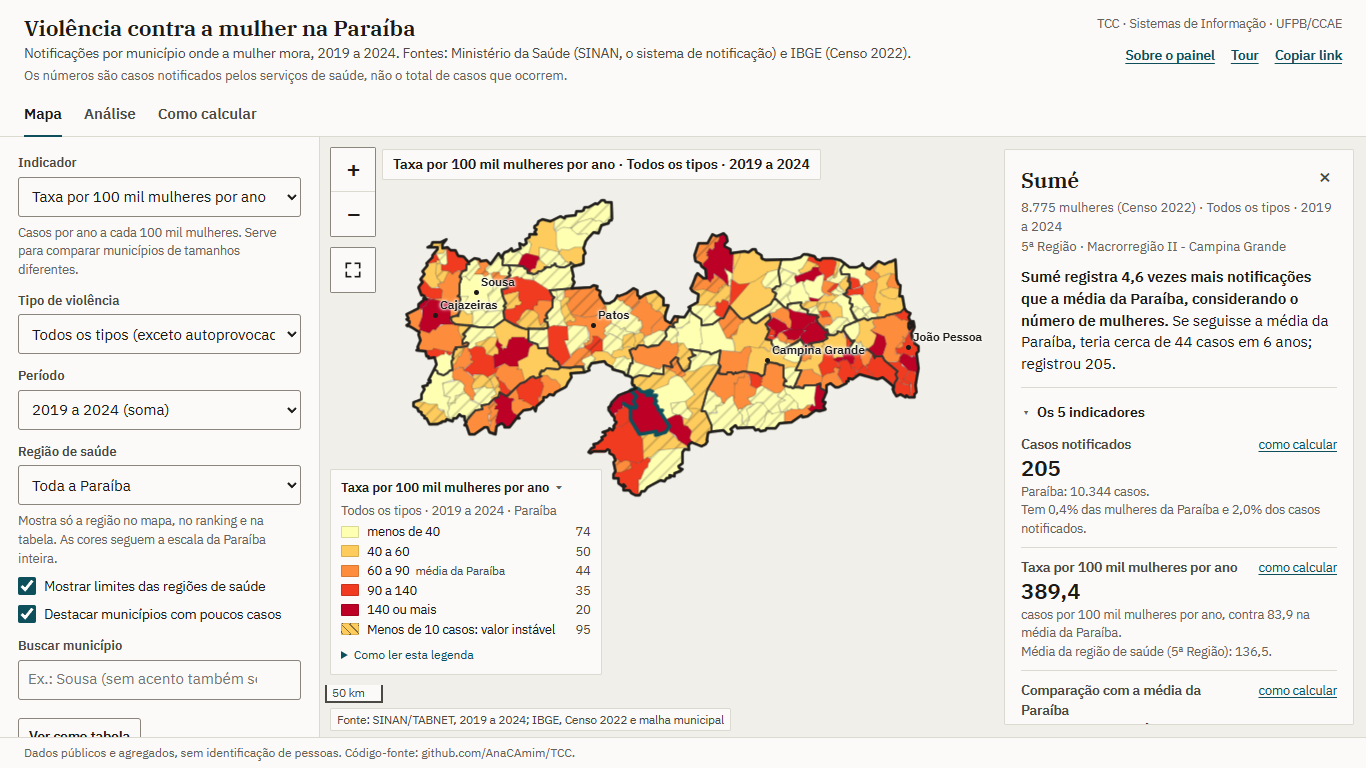 Violência contra a mulher na Paraíba
Notificações por município onde a mulher mora, 2019 a 2024. Fontes: Ministério da Saúde (SINAN, o sistema de notificação) e IBGE (Censo 2022).
Os números são casos notificados pelos serviços de saúde, não o total de casos que ocorrem.
TCC · Sistemas de Informação · UFPB/CCAE
Sobre o painel Tour Copiar link
Mapa Análise Como calcular
Indicador
Taxa por 100 mil mulheres por ano
Casos por ano a cada 100 mil mulheres. Serve
para comparar municípios de tamanhos
diferentes.
Tipo de violência
Todos os tipos (exceto autoprovocac
Período
2019 a 2024 (soma)
Região de saúde
Toda a Paraíba
Mostra só a região no mapa, no ranking e na
tabela. As cores seguem a escala da Paraíba
inteira.
Mostrar limites das regiões de saúde
Destacar municípios com poucos casos
Buscar município
Ex.: Sousa (sem acento também se
Ver como tabela
+
−
Taxa por 100 mil mulheres por ano · Todos os tipos · 2019 a 2024
Sousa
Cajazeiras
Patos
Campina Grande
João Pessoa
Taxa por 100 mil mulheres por ano
Todos os tipos · 2019 a 2024 · Paraíba
menos de 40 74
40 a 60 50
60 a 90 média da Paraíba 44
90 a 140 35
140 ou mais 20
Menos de 10 casos: valor instável 95
Como ler esta legenda
50 km
Fonte: SINAN/TABNET, 2019 a 2024; IBGE, Censo 2022 e malha municipal
Sumé ×
8.775 mulheres (Censo 2022) · Todos os tipos · 2019
a 2024
5ª Região · Macrorregião II - Campina Grande
Sumé registra 4,6 vezes mais notificações
que a média da Paraíba, considerando o
número de mulheres. Se seguisse a média da
Paraíba, teria cerca de 44 casos em 6 anos;
registrou 205.
Os 5 indicadores
Casos notificados como calcular
205
Paraíba: 10.344 casos.
Tem 0,4% das mulheres da Paraíba e 2,0% dos casos
notificados.
Taxa por 100 mil mulheres por ano como calcular
389,4
casos por 100 mil mulheres por ano, contra 83,9 na
média da Paraíba.
Média da região de saúde (5ª Região): 136,5.
Comparação com a média da como calcular
Paraíba
Dados públicos e agregados, sem identificação de pessoas. Código-fonte: github.com/AnaCAmim/TCC.